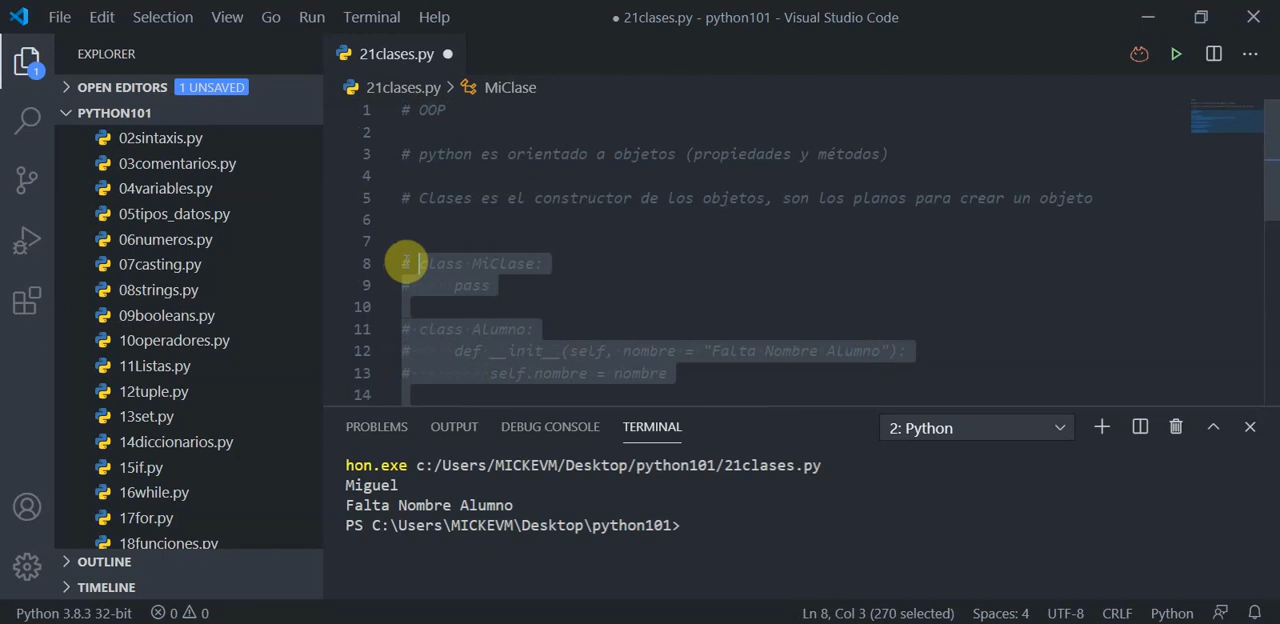 File Edit Selection View Go Run Terminal Help
● 21clases.py - python101 - Visual Studio Code
EXPLORER
OPEN EDITORS 1 UNSAVED
PYTHON101
02sintaxis.py
03comentarios.py
04variables.py
05tipos_datos.py
06numeros.py
07casting.py
08strings.py
09booleans.py
10operadores.py
11Listas.py
12tuple.py
13set.py
14diccionarios.py
15if.py
16while.py
17for.py
18funciones.py
OUTLINE
TIMELINE
1
21clases.py ●
21clases.py > MiClase
1 # OOP
2
3 # python es orientado a objetos (propiedades y métodos)
4
5 # Clases es el constructor de los objetos, son los planos para crear un objeto
6
7
8 # class MiClase:
9 # pass
10
11 # class Alumno:
12 # def __init__(self, nombre = "Falta Nombre Alumno"):
13 # self.nombre = nombre
14
PROBLEMS OUTPUT DEBUG CONSOLE TERMINAL 2: Python
hon.exe c:/Users/MICKEVM/Desktop/python101/21clases.py
Miguel
Falta Nombre Alumno
PS C:\Users\MICKEVM\Desktop\python101>
Python 3.8.3 32-bit 0 0 Ln 8, Col 3 (270 selected) Spaces: 4 UTF-8 CRLF Python